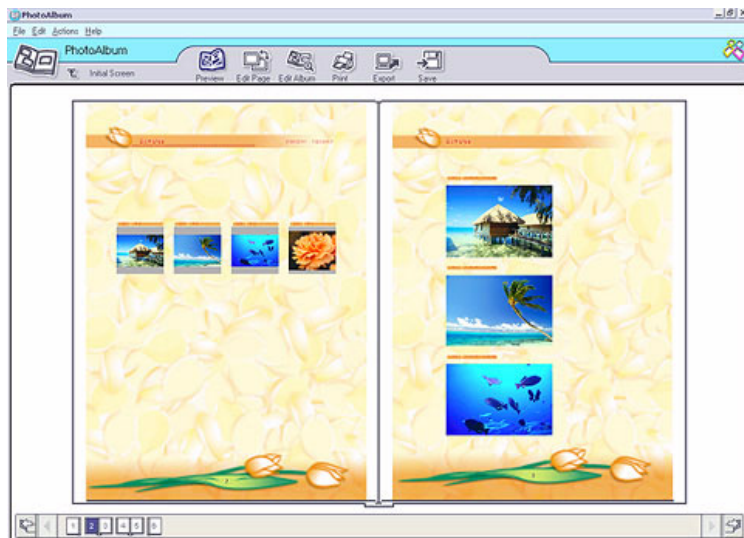 PhotoAlbum
File Edit Actions Help
PhotoAlbum
Initial Screen
Preview Edit Page Edit Album Print Export Save
1 2 3 4 5 6